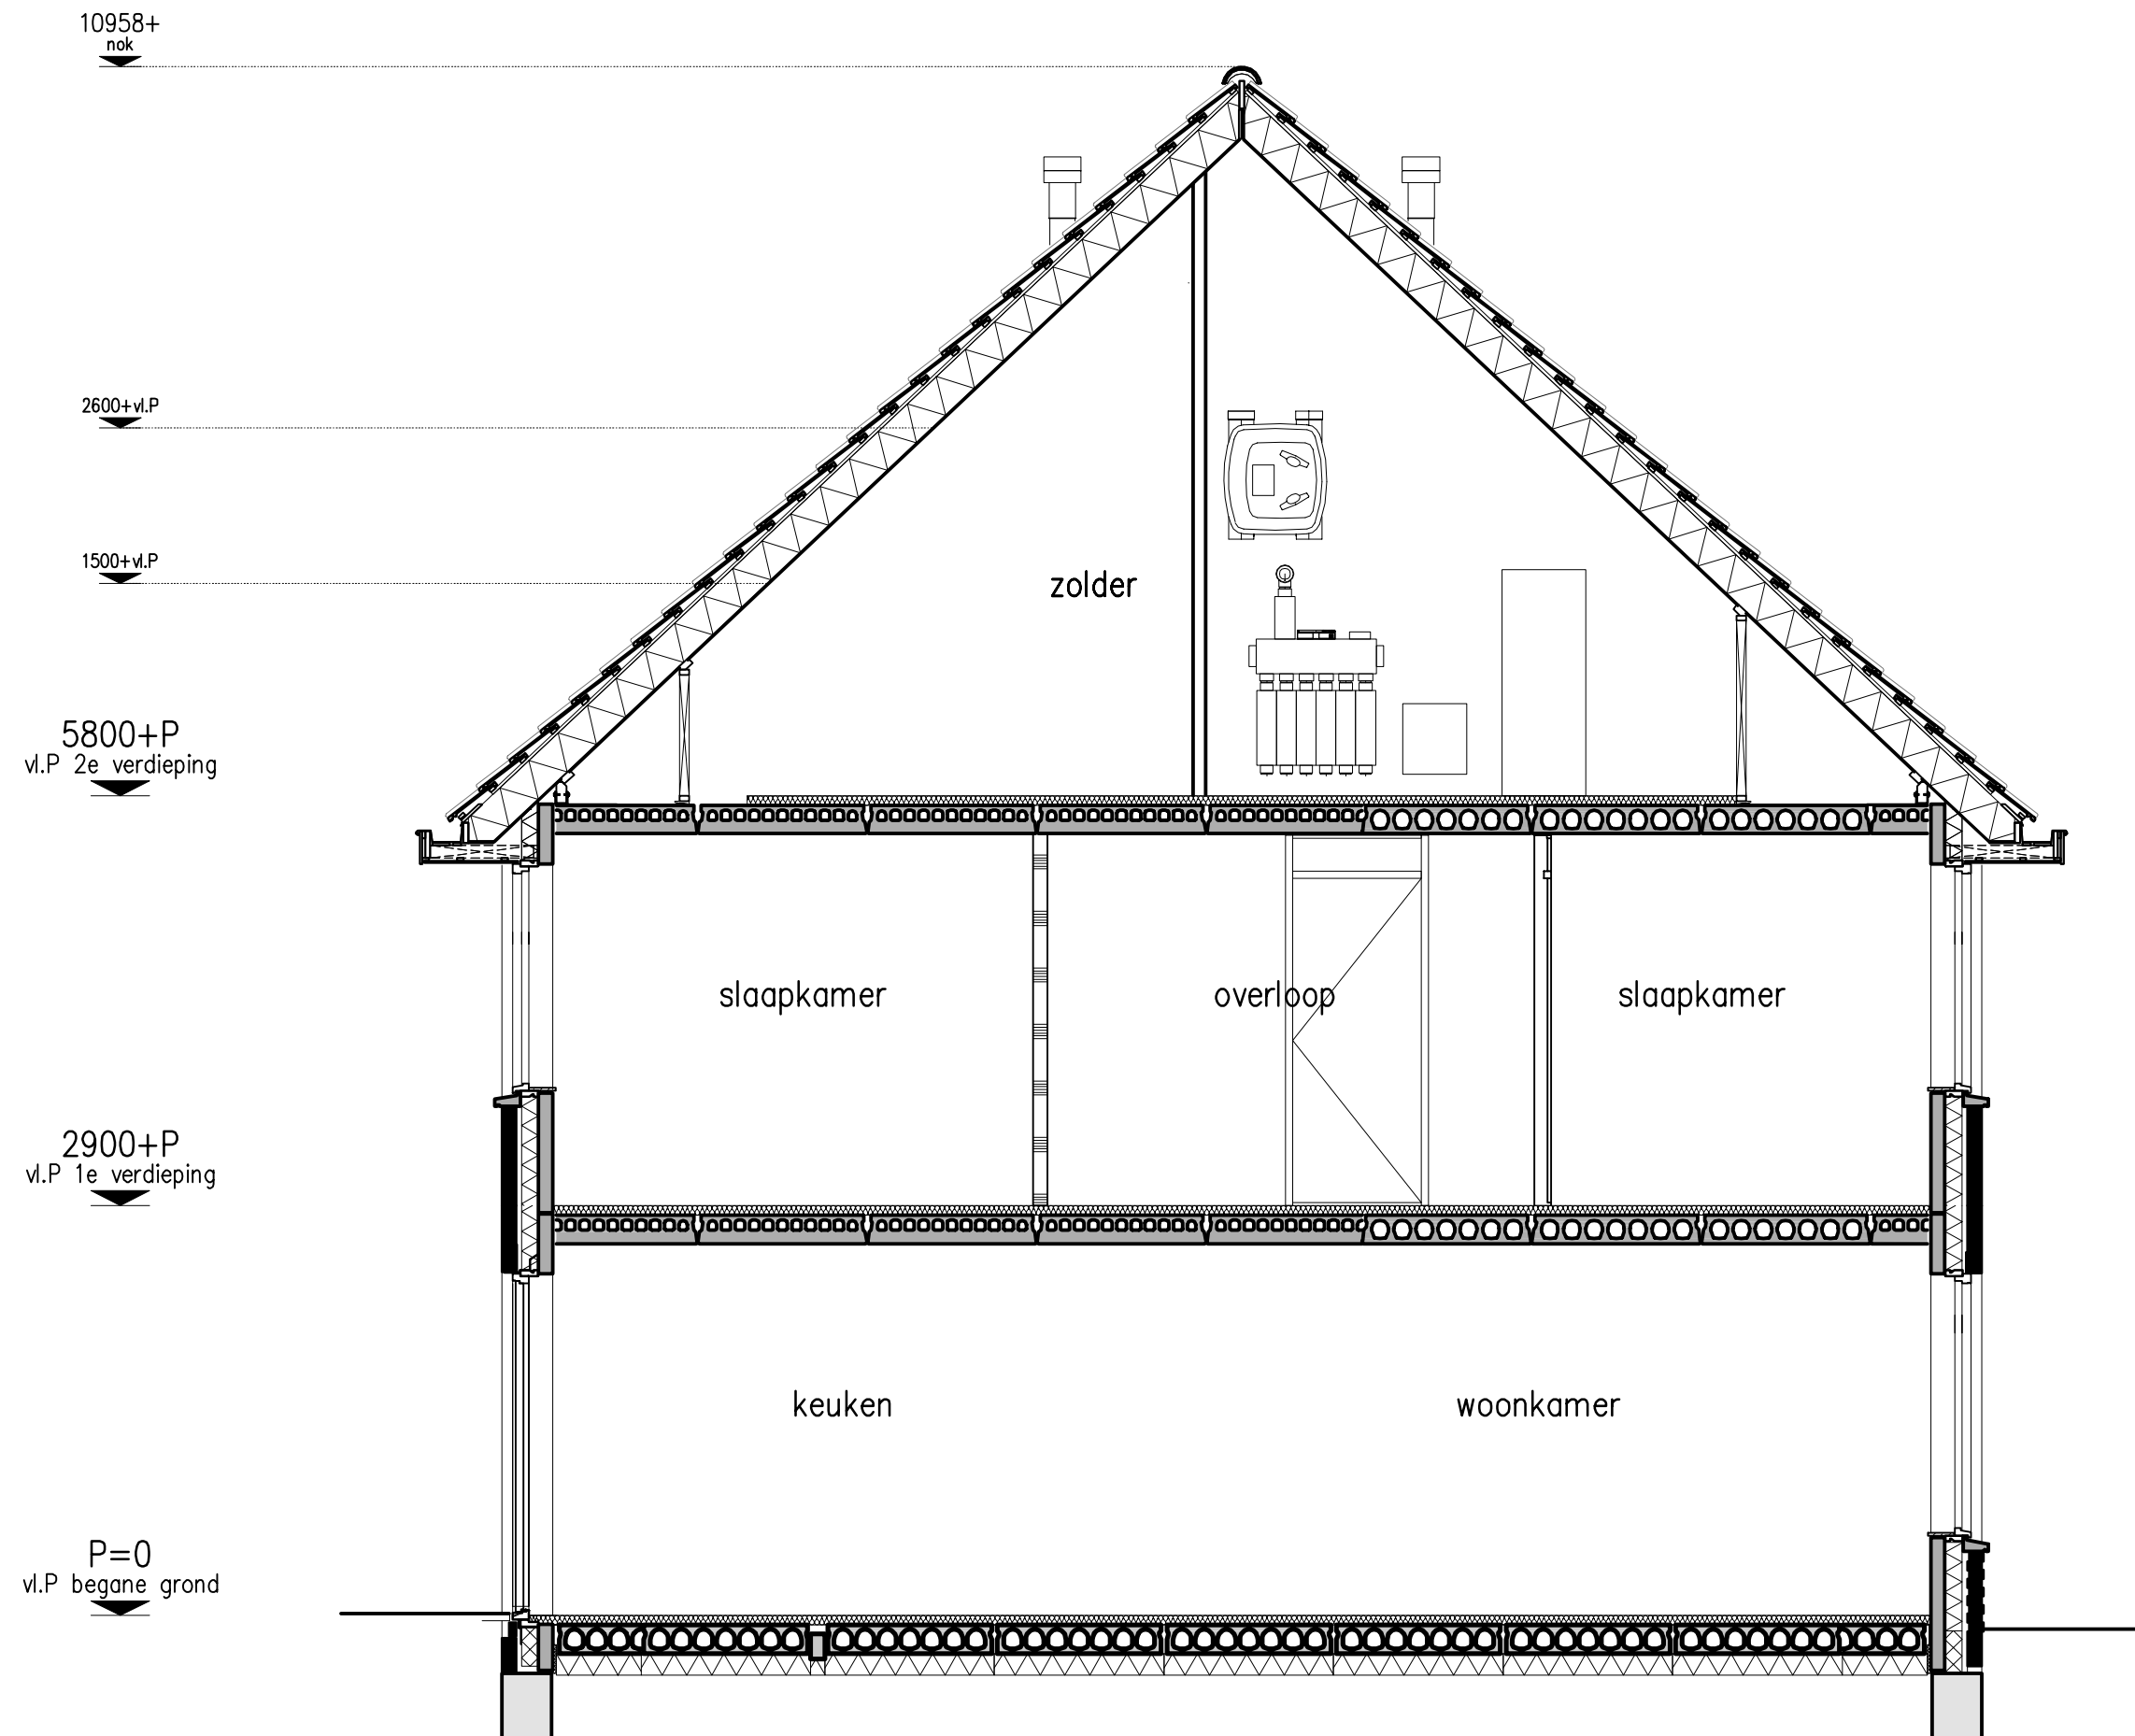 10958+
nok
2600+vl.P
1500+vl.P
zolder
5800+P
vl.P 2e verdieping
slaapkamer
overloop
slaapkamer
2900+P
vl.P 1e verdieping
keuken
woonkamer
P=0
vl.P begane grond